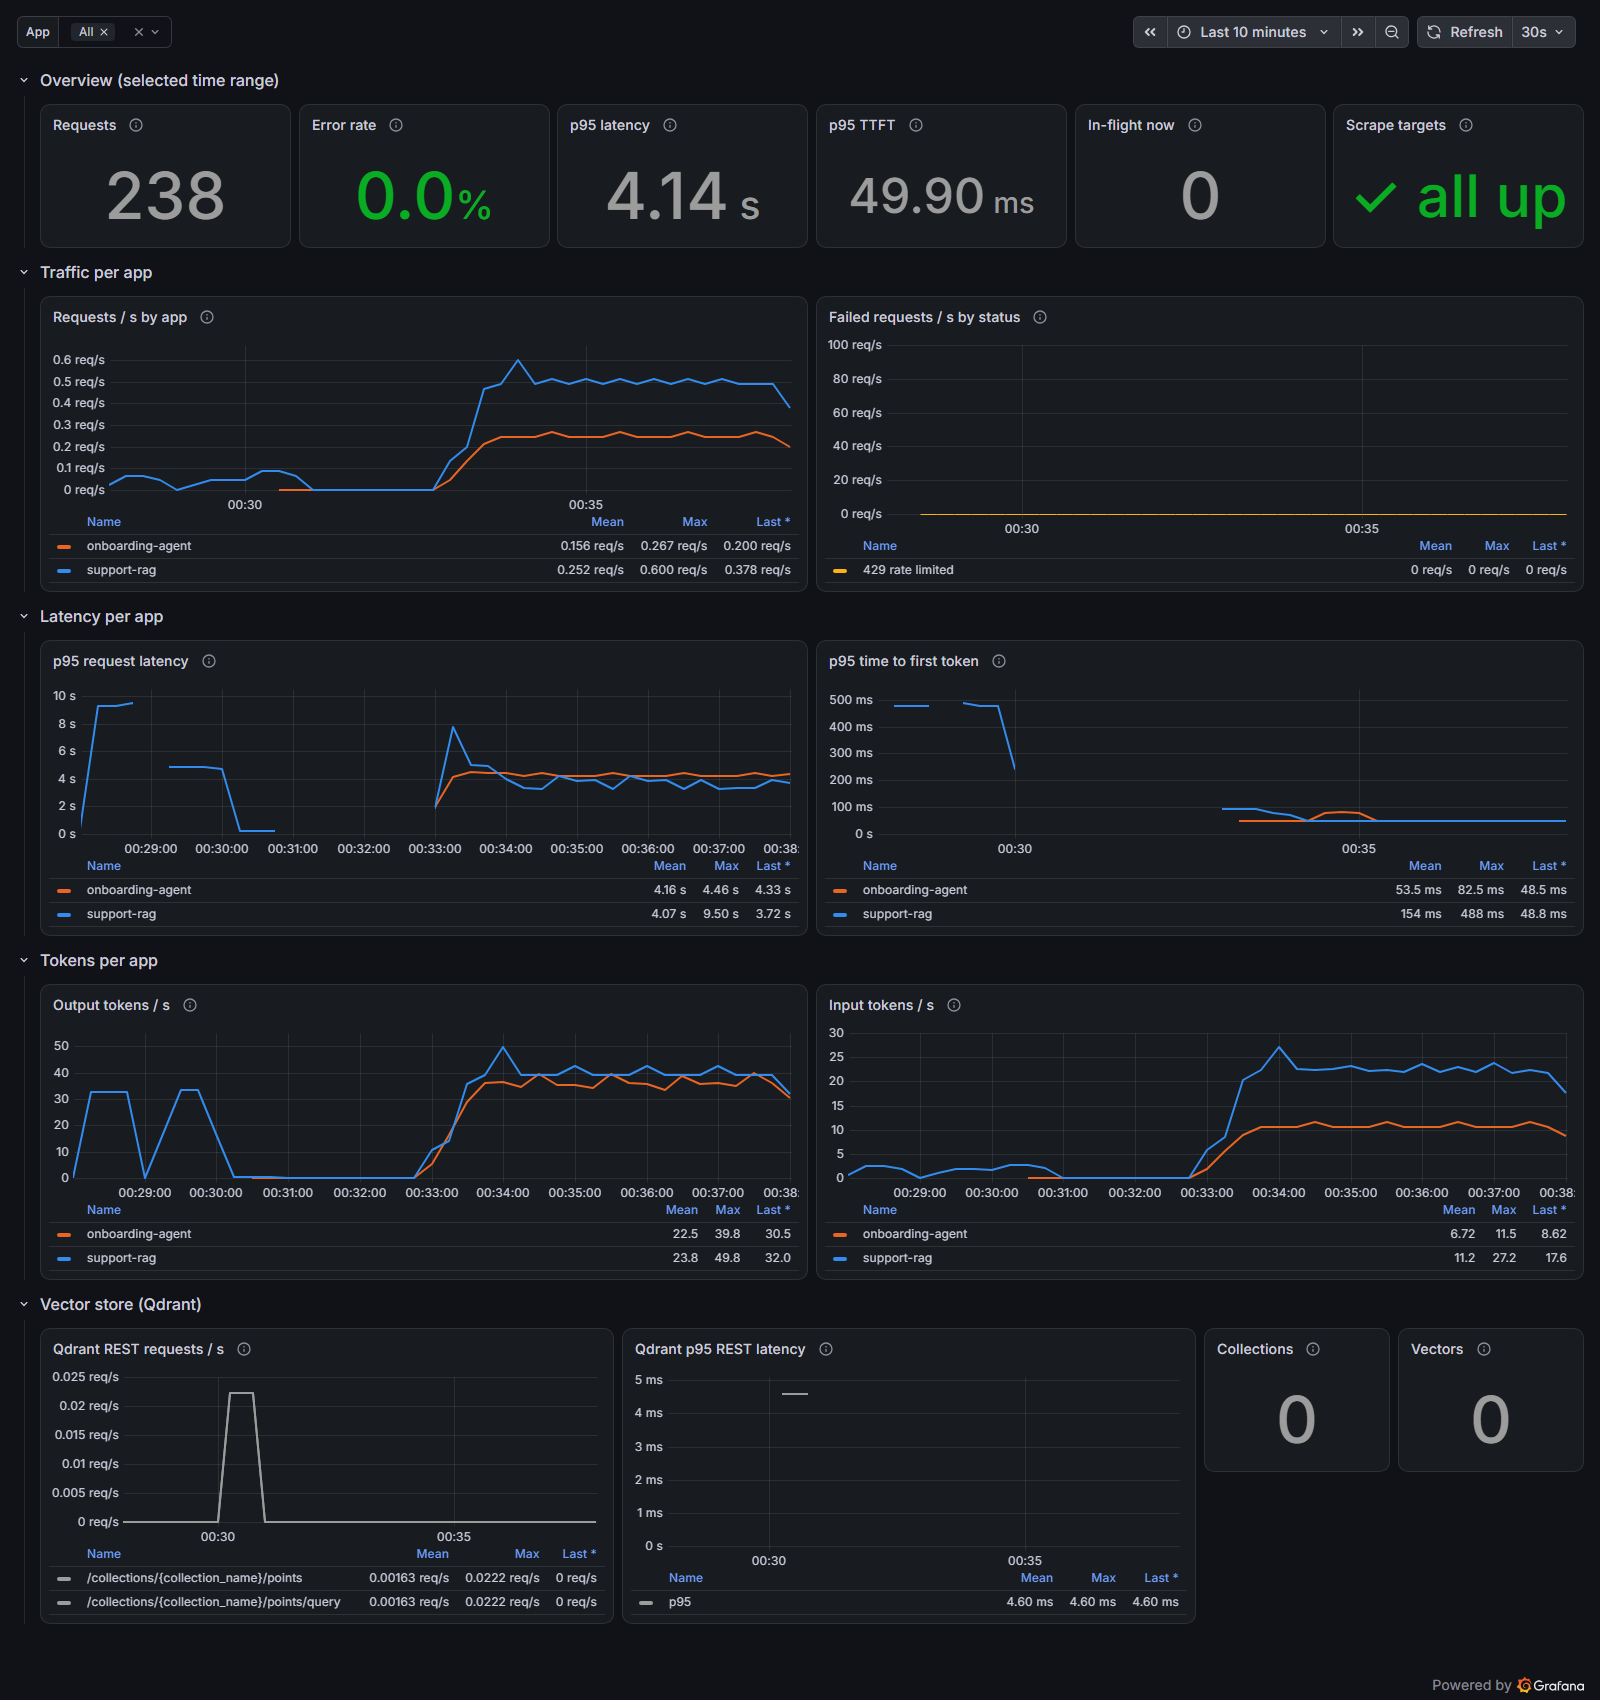 App All
Last 10 minutes Refresh 30s
Overview (selected time range)
Requests Error rate p95 latency p95 TTFT In-flight now Scrape targets
238 0.0% 4.14 s 49.90 ms 0 all up
Traffic per app
Requests / s by app
0.6 req/s
0.5 req/s
0.4 req/s
0.3 req/s
0.2 req/s
0.1 req/s
0 req/s
00:30 00:35
Name Mean Max Last *
onboarding-agent 0.156 req/s 0.267 req/s 0.200 req/s
support-rag 0.252 req/s 0.600 req/s 0.378 req/s
Failed requests / s by status
100 req/s
80 req/s
60 req/s
40 req/s
20 req/s
0 req/s
00:30 00:35
Name Mean Max Last *
429 rate limited 0 req/s 0 req/s 0 req/s
Latency per app
p95 request latency
10 s
8 s
6 s
4 s
2 s
0 s
00:29:00 00:30:00 00:31:00 00:32:00 00:33:00 00:34:00 00:35:00 00:36:00 00:37:00 00:38:
Name Mean Max Last *
onboarding-agent 4.16 s 4.46 s 4.33 s
support-rag 4.07 s 9.50 s 3.72 s
p95 time to first token
500 ms
400 ms
300 ms
200 ms
100 ms
0 s
00:30 00:35
Name Mean Max Last *
onboarding-agent 53.5 ms 82.5 ms 48.5 ms
support-rag 154 ms 488 ms 48.8 ms
Tokens per app
Output tokens / s
50
40
30
20
10
0
00:29:00 00:30:00 00:31:00 00:32:00 00:33:00 00:34:00 00:35:00 00:36:00 00:37:00 00:38:
Name Mean Max Last *
onboarding-agent 22.5 39.8 30.5
support-rag 23.8 49.8 32.0
Input tokens / s
30
25
20
15
10
5
0
00:29:00 00:30:00 00:31:00 00:32:00 00:33:00 00:34:00 00:35:00 00:36:00 00:37:00 00:38:
Name Mean Max Last *
onboarding-agent 6.72 11.5 8.62
support-rag 11.2 27.2 17.6
Vector store (Qdrant)
Qdrant REST requests / s
0.025 req/s
0.02 req/s
0.015 req/s
0.01 req/s
0.005 req/s
0 req/s
00:30 00:35
Name Mean Max Last *
/collections/{collection_name}/points 0.00163 req/s 0.0222 req/s 0 req/s
/collections/{collection_name}/points/query 0.00163 req/s 0.0222 req/s 0 req/s
Qdrant p95 REST latency
5 ms
4 ms
3 ms
2 ms
1 ms
0 s
00:30 00:35
Name Mean Max Last *
p95 4.60 ms 4.60 ms 4.60 ms
Collections
0
Vectors
0
Powered by Grafana